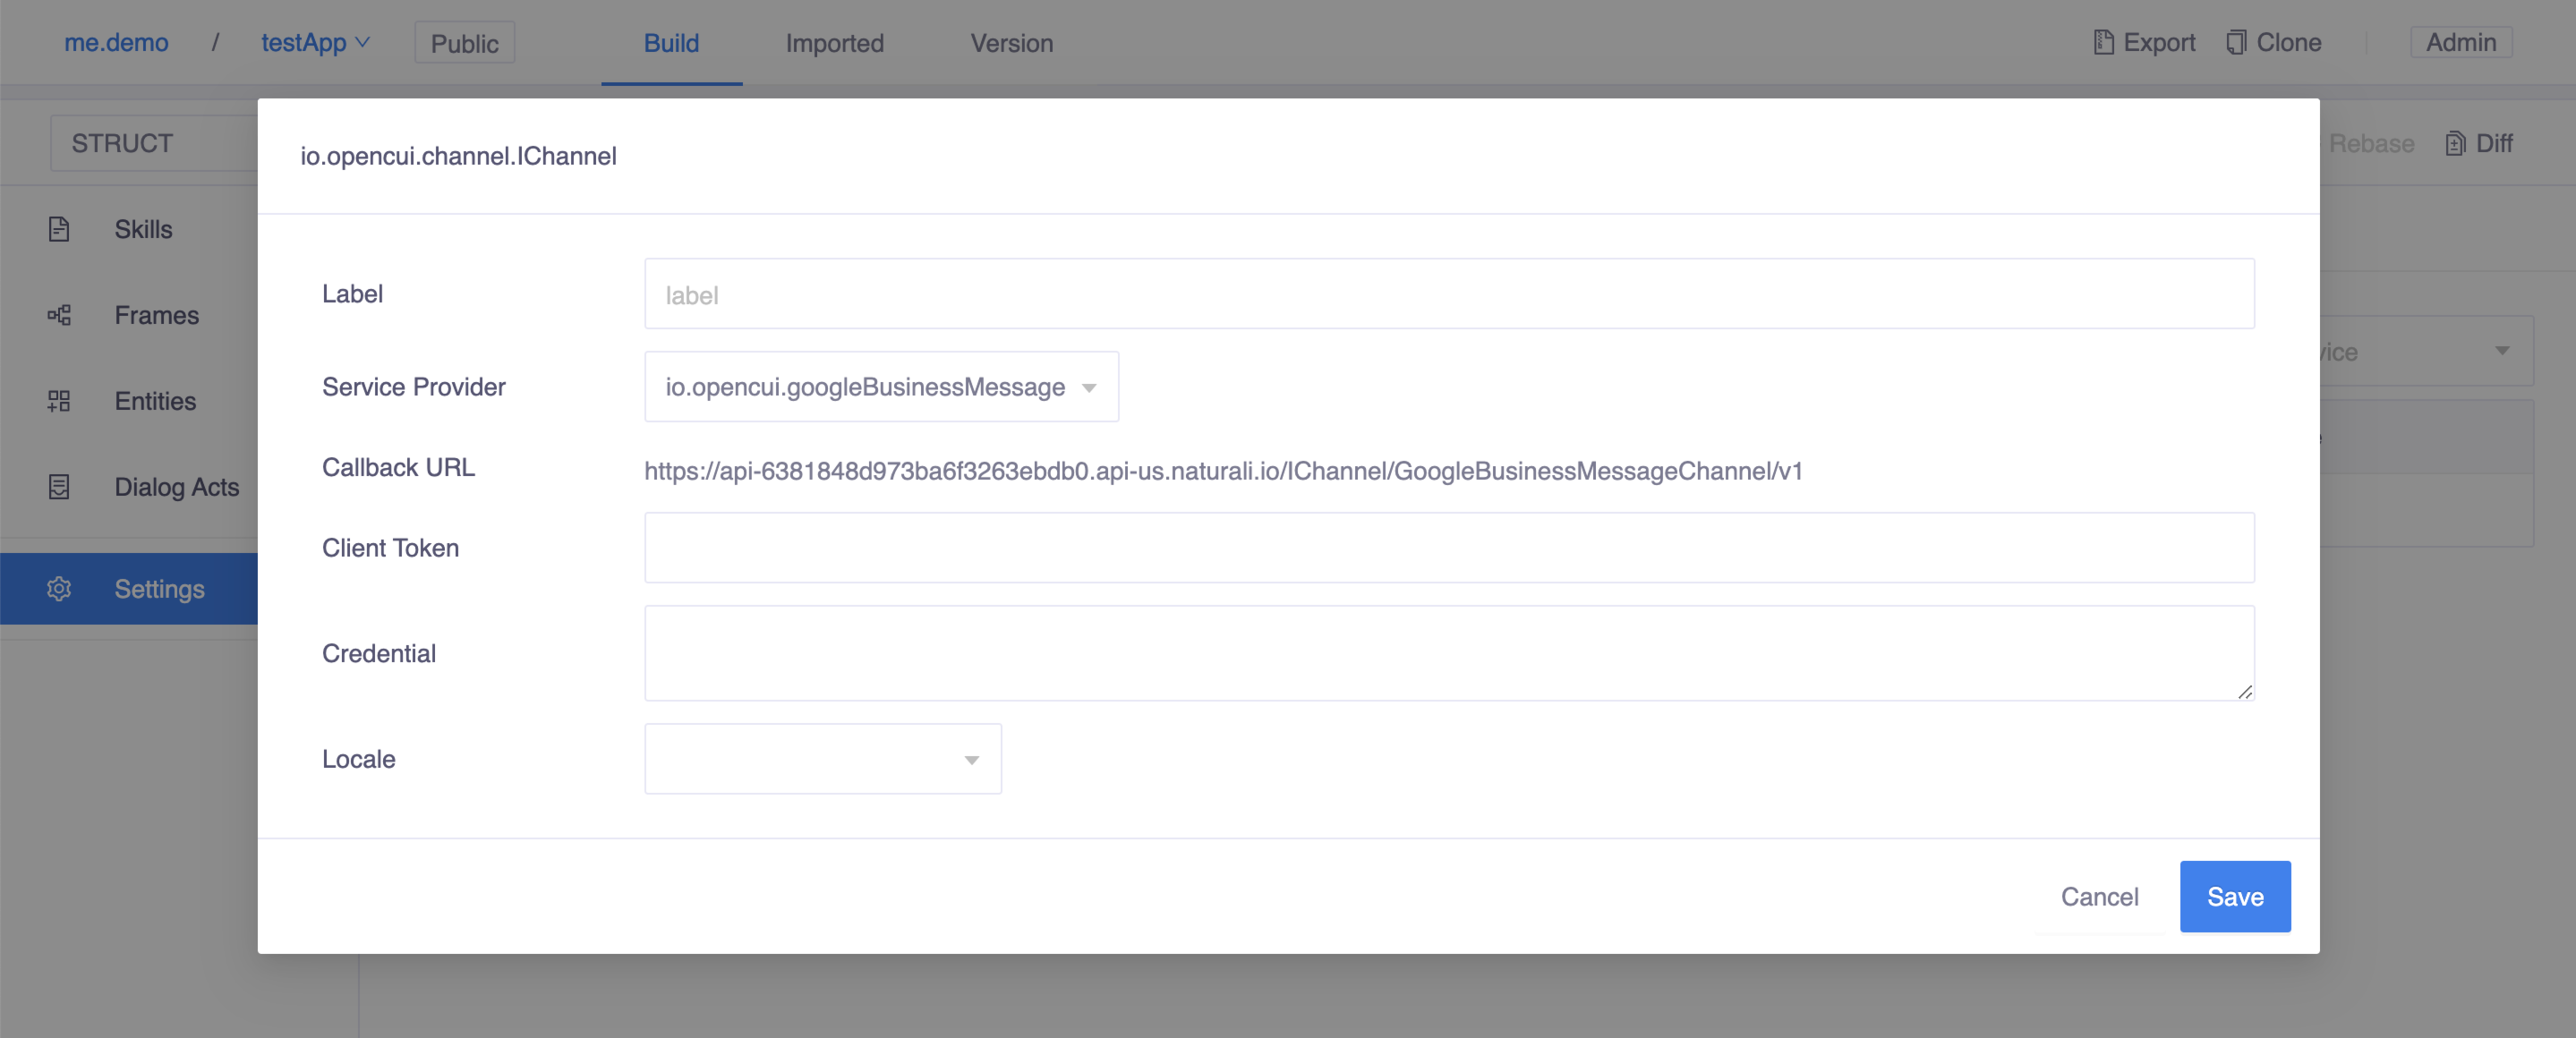 me.demo / testApp Public Build Imported Version Export Clone Admin
STRUCT Rebase Diff
io.opencui.channel.IChannel
Skills
Label label
Frames
Service Provider io.opencui.googleBusinessMessage
Entities
Callback URL https://api-6381848d973ba6f3263ebdb0.api-us.naturali.io/IChannel/GoogleBusinessMessageChannel/v1
Dialog Acts
Client Token
Settings
Credential
Locale
Cancel Save